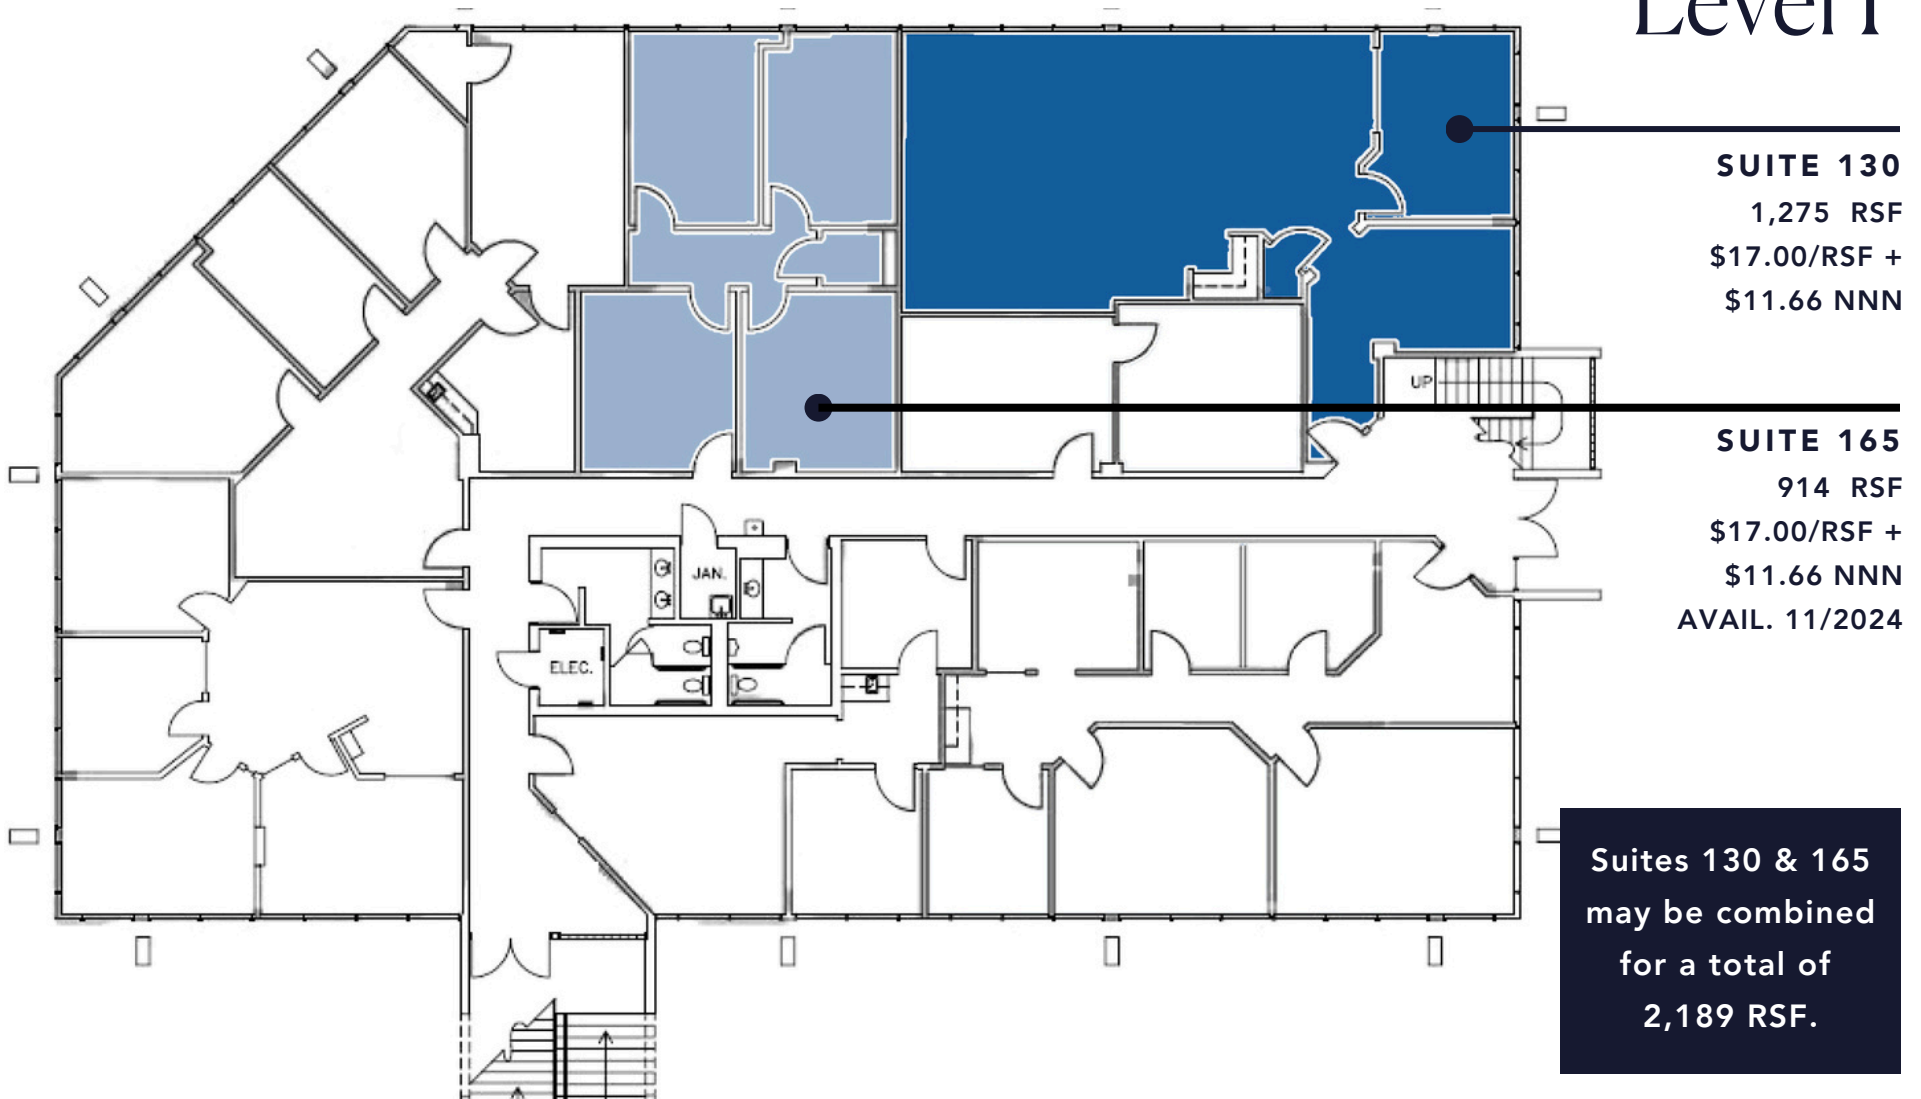 Level 1
SUITE 130
1,275 RSF
$17.00/RSF +
$11.66 NNN
UP
SUITE 165
914 RSF
$17.00/RSF +
$11.66 NNN
AVAIL. 11/2024
JAN.
ELEC.
Suites 130 & 165
may be combined
for a total of
2,189 RSF.